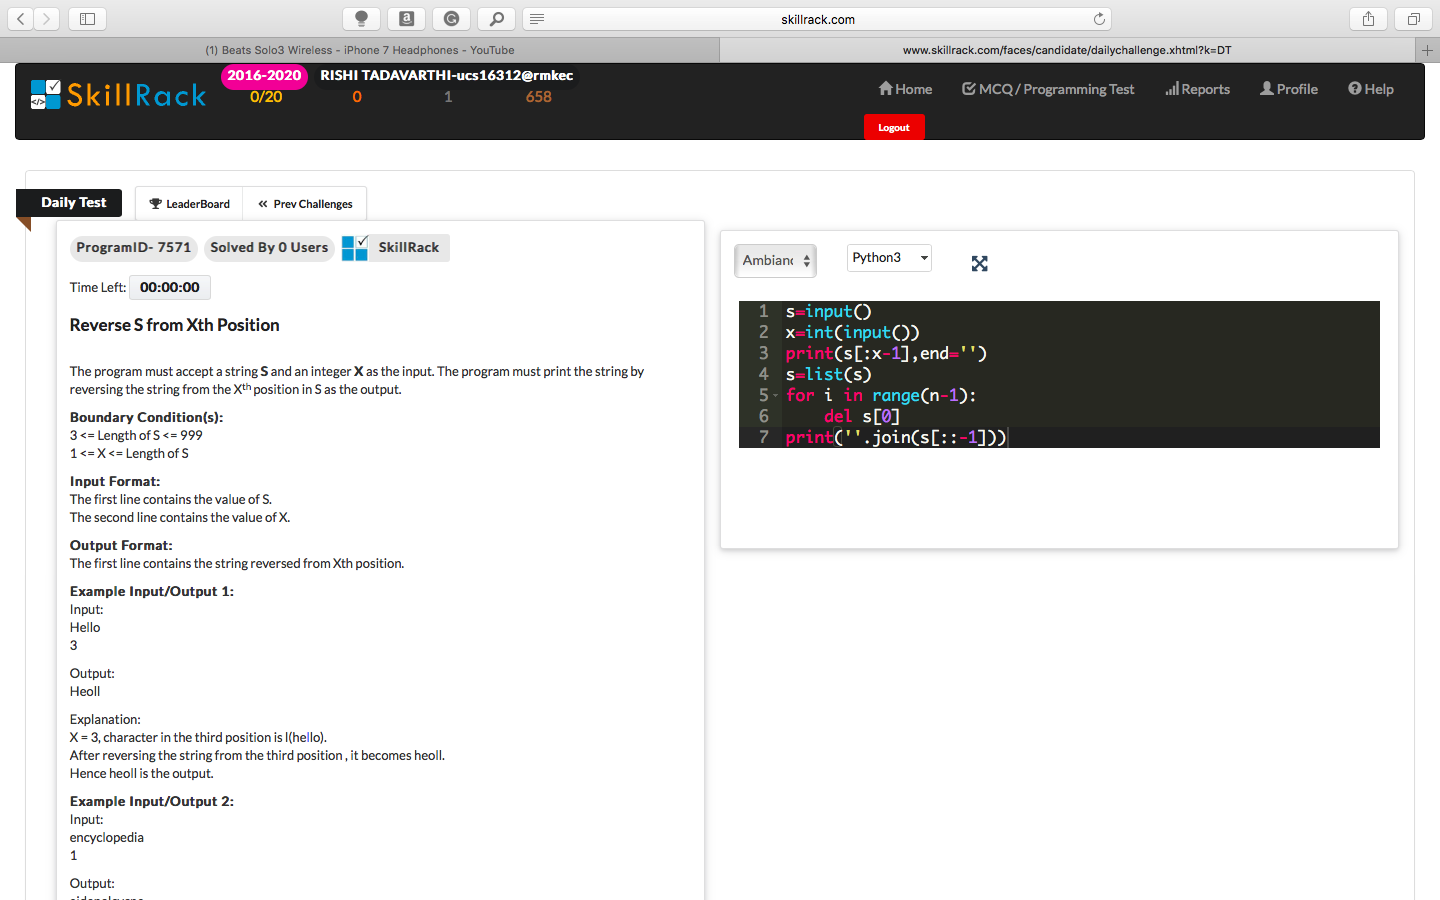 skillrack.com
(1) Beats Solo3 Wireless - iPhone 7 Headphones - YouTube
www.skillrack.com/faces/candidate/dailychallenge.xhtml?k=DT
SkillRack
2016-2020 RISHI TADAVARTHI-ucs16312@rmkec
0/20 0 1 658
Home MCQ / Programming Test Reports Profile Help
Logout
Daily Test LeaderBoard Prev Challenges
ProgramID- 7571 Solved By 0 Users SkillRack
Time Left: 00:00:00
Reverse S from Xth Position
The program must accept a string S and an integer X as the input. The program must print the string by
reversing the string from the Xth position in S as the output.
Boundary Condition(s):
3 <= Length of S <= 999
1 <= X <= Length of S
Input Format:
The first line contains the value of S.
The second line contains the value of X.
Output Format:
The first line contains the string reversed from Xth position.
Example Input/Output 1:
Input:
Hello
3
Output:
Heoll
Explanation:
X = 3, character in the third position is l(hello).
After reversing the string from the third position , it becomes heoll.
Hence heoll is the output.
Example Input/Output 2:
Input:
encyclopedia
1
Output:
Python3
1 s=input()
2 x=int(input())
3 print(s[:x-1],end='')
4 s=list(s)
5 for i in range(n-1):
6 del s[0]
7 print(''.join(s[::-1]))